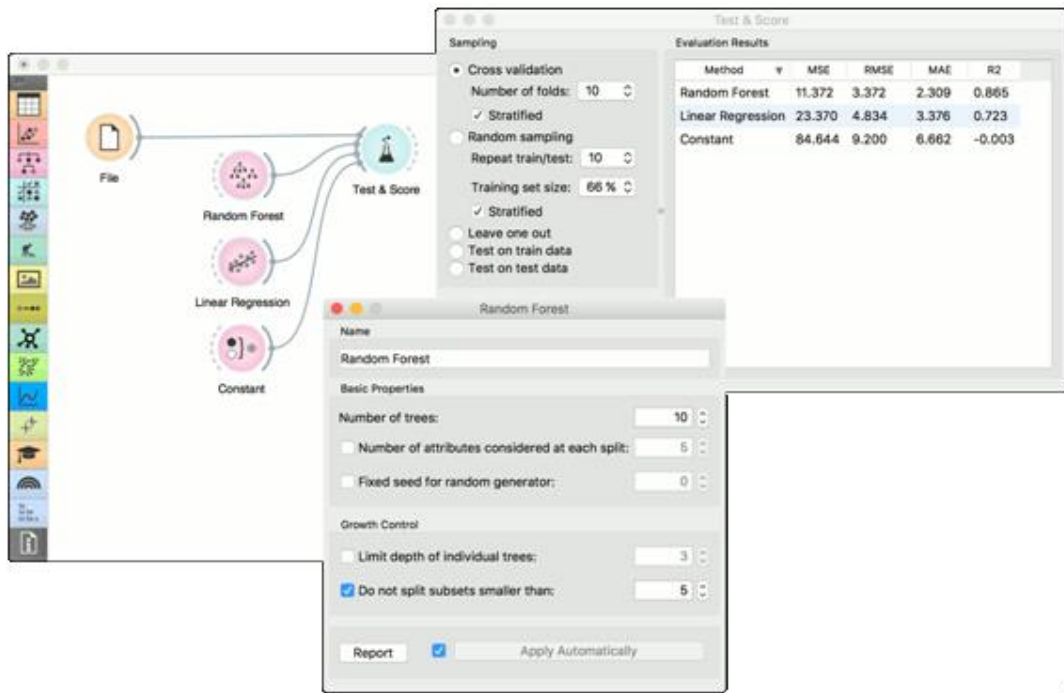 Test & Score
Sampling
Cross validation
Number of folds: 10
Stratified
Random sampling
Repeat train/test: 10
Training set size: 66 %
Stratified
Leave one out
Test on train data
Test on test data
Evaluation Results
Method MSE RMSE MAE R2
Random Forest 11.372 3.372 2.309 0.865
Linear Regression 23.370 4.834 3.376 0.723
Constant 84.644 9.200 6.662 -0.003
File
Random Forest
Linear Regression
Constant
Test & Score
Random Forest
Name
Random Forest
Basic Properties
Number of trees: 10
Number of attributes considered at each split: 5
Fixed seed for random generator: 0
Growth Control
Limit depth of individual trees: 3
Do not split subsets smaller than: 5
Report
Apply Automatically